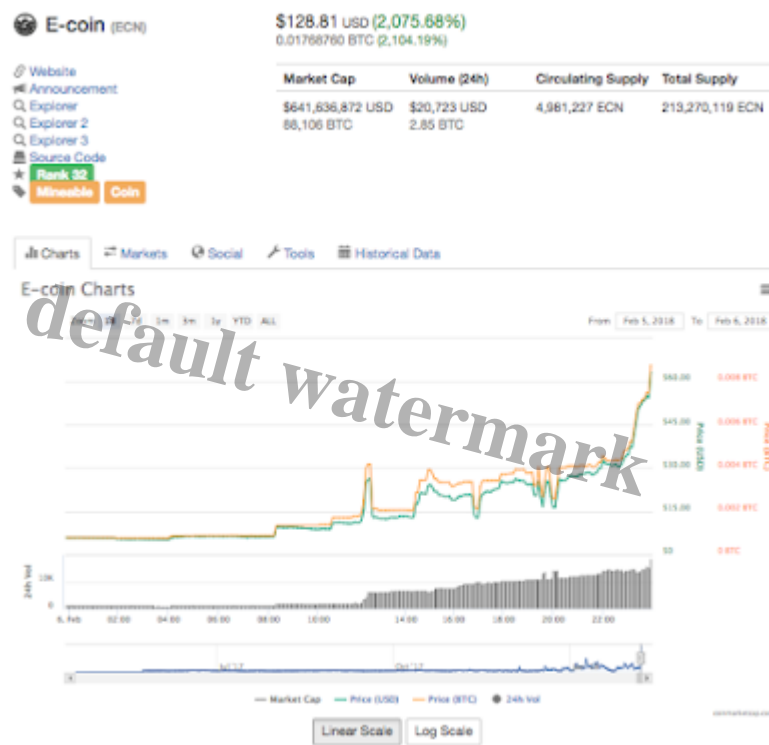 E-coin (ECN)
$128.81 USD (2,075.68%)
0.01768760 BTC (2,104.19%)
Website
Announcement
Explorer
Explorer 2
Explorer 3
Source Code
Rank 32
Mineable Coin
Market Cap Volume (24h) Circulating Supply Total Supply
$641,636,872 USD $20,723 USD 4,981,227 ECN 213,270,119 ECN
88,106 BTC 2.85 BTC
Charts Markets Social Tools Historical Data
E-coin Charts
default watermark
Zoom 1d 7d 1m 3m 1y YTD ALL
From Feb 5, 2018 To Feb 6, 2018
$60.00 0.008 BTC
$45.00 0.006 BTC
$30.00 0.004 BTC
$15.00 0.002 BTC
$0 0 BTC
Price (USD)
24h Vol
10K
0
6. Feb 02:00 04:00 06:00 08:00 10:00 14:00 16:00 18:00 20:00 22:00
Jul '17 Oct '17
Market Cap Price (USD) Price (BTC) 24h Vol
Linear Scale Log Scale